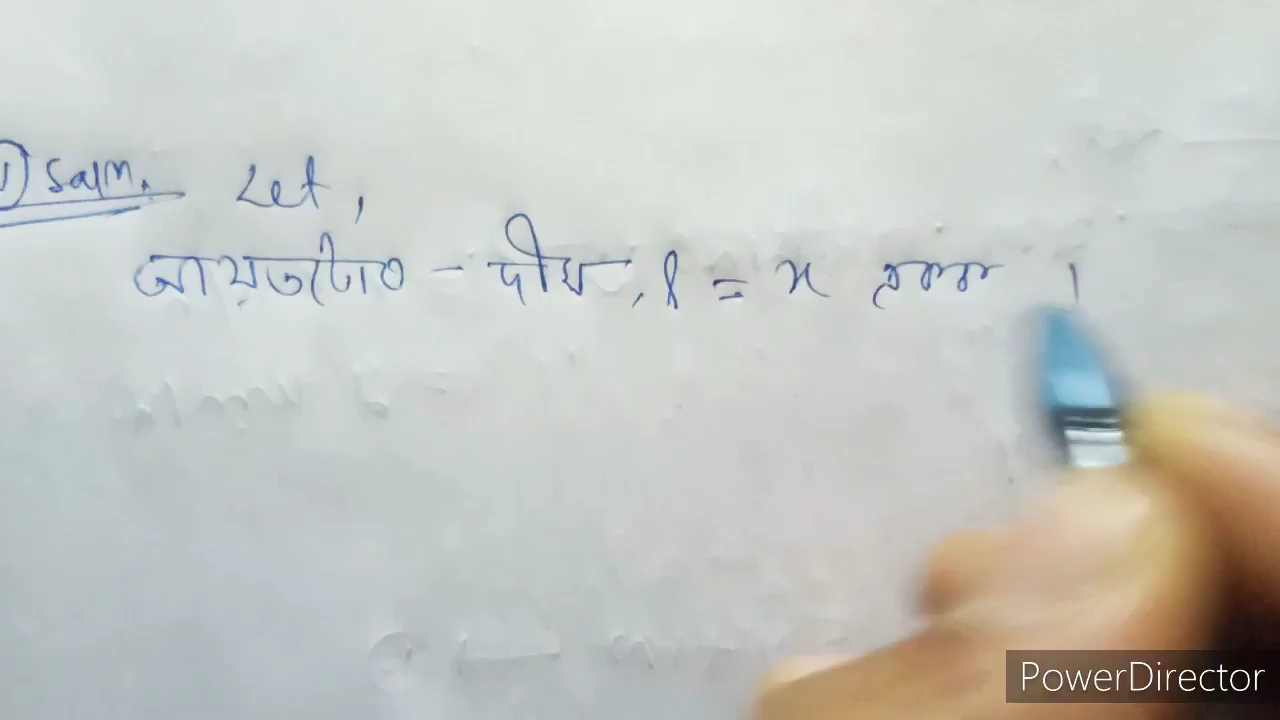 1) Soln. Let,
আয়তটোৰ - দীঘ, l = x একক ।
PowerDirector